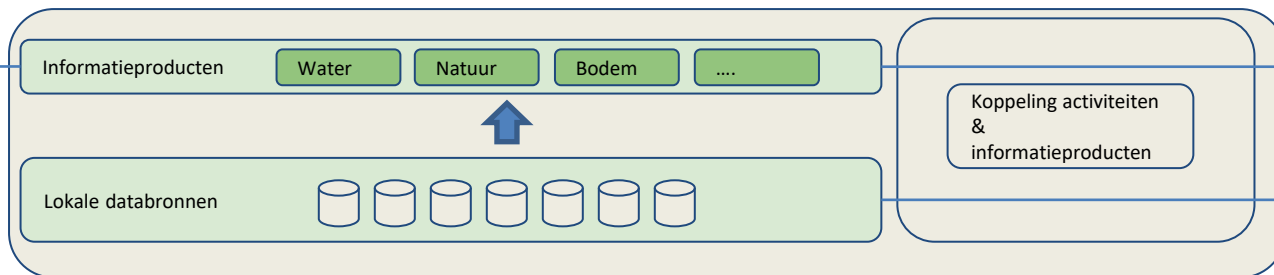 Informatieproducten
Water
Natuur
Bodem
....
Koppeling activiteiten
&
informatieproducten
Lokale databronnen